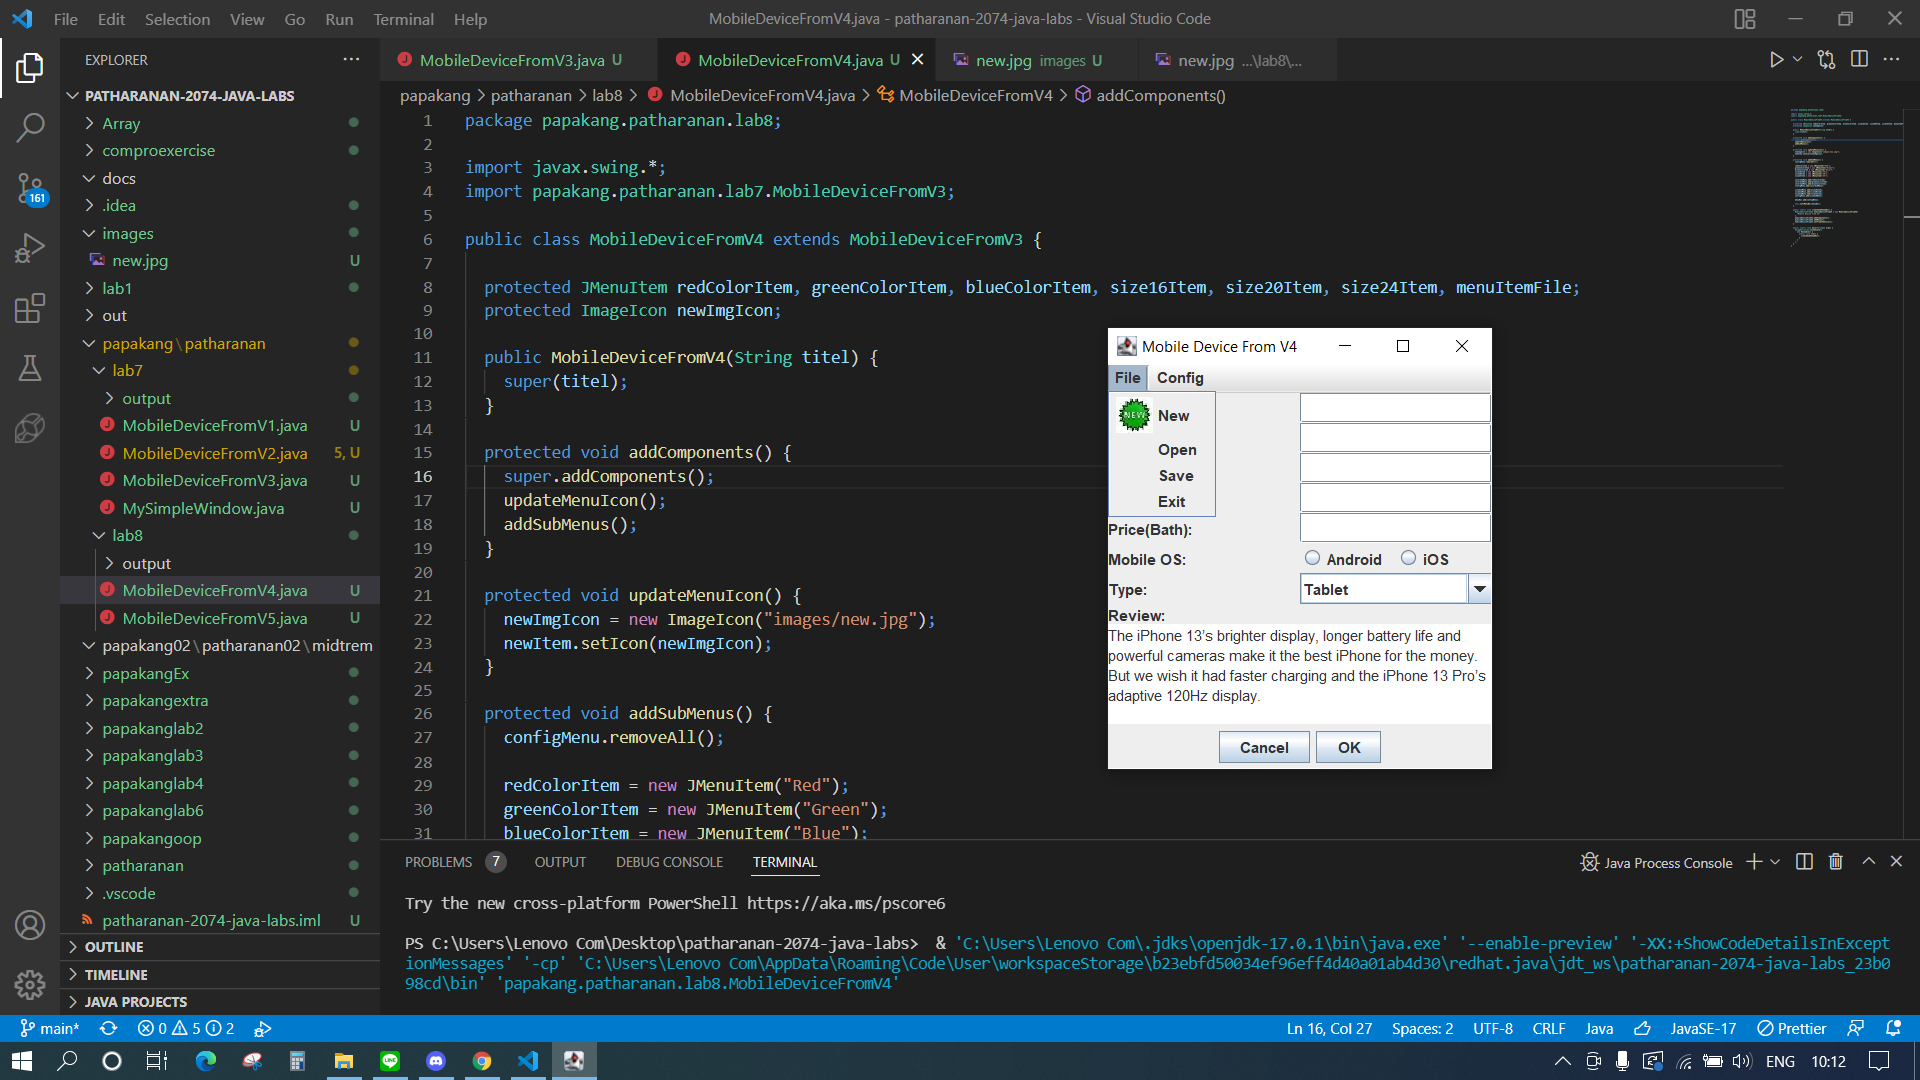 File Edit Selection View Go Run Terminal Help
MobileDeviceFromV4.java - patharanan-2074-java-labs - Visual Studio Code
EXPLORER
PATHARANAN-2074-JAVA-LABS
Array
comproexercise
docs
.idea
images
new.jpg U
lab1
out
papakang\patharanan
lab7
output
MobileDeviceFromV1.java U
MobileDeviceFromV2.java 5, U
MobileDeviceFromV3.java U
MySimpleWindow.java U
lab8
output
MobileDeviceFromV4.java U
MobileDeviceFromV5.java U
papakang02\patharanan02\midtrem
papakangEx
papakangextra
papakanglab2
papakanglab3
papakanglab4
papakanglab6
papakangoop
patharanan
.vscode
patharanan-2074-java-labs.iml U
OUTLINE
TIMELINE
JAVA PROJECTS
161
MobileDeviceFromV3.java U
MobileDeviceFromV4.java U
new.jpg images U
new.jpg ...\lab8\...
papakang > patharanan > lab8 > MobileDeviceFromV4.java > MobileDeviceFromV4 > addComponents()
1 package papakang.patharanan.lab8;
2
3 import javax.swing.*;
4 import papakang.patharanan.lab7.MobileDeviceFromV3;
5
6 public class MobileDeviceFromV4 extends MobileDeviceFromV3 {
7
8 protected JMenuItem redColorItem, greenColorItem, blueColorItem, size16Item, size20Item, size24Item, menuItemFile;
9 protected ImageIcon newImgIcon;
10
11 public MobileDeviceFromV4(String titel) {
12 super(titel);
13 }
14
15 protected void addComponents() {
16 super.addComponents();
17 updateMenuIcon();
18 addSubMenus();
19 }
20
21 protected void updateMenuIcon() {
22 newImgIcon = new ImageIcon("images/new.jpg");
23 newItem.setIcon(newImgIcon);
24 }
25
26 protected void addSubMenus() {
27 configMenu.removeAll();
28
29 redColorItem = new JMenuItem("Red");
30 greenColorItem = new JMenuItem("Green");
31 blueColorItem = new JMenuItem("Blue");
Mobile Device From V4
File Config
NEW New
Open
Save
Exit
Price(Bath):
Mobile OS: Android iOS
Type: Tablet
Review:
The iPhone 13's brighter display, longer battery life and
powerful cameras make it the best iPhone for the money.
But we wish it had faster charging and the iPhone 13 Pro's
adaptive 120Hz display.
Cancel OK
PROBLEMS 7 OUTPUT DEBUG CONSOLE TERMINAL
Java Process Console
Try the new cross-platform PowerShell https://aka.ms/pscore6
PS C:\Users\Lenovo Com\Desktop\patharanan-2074-java-labs> & 'C:\Users\Lenovo Com\.jdks\openjdk-17.0.1\bin\java.exe' '--enable-preview' '-XX:+ShowCodeDetailsInExcept
ionMessages' '-cp' 'C:\Users\Lenovo Com\AppData\Roaming\Code\User\workspaceStorage\b23ebfd50034ef96eff4d40a01ab4d30\redhat.java\jdt_ws\patharanan-2074-java-labs_23b0
98cd\bin' 'papakang.patharanan.lab8.MobileDeviceFromV4'
main* 0 5 2
Ln 16, Col 27 Spaces: 2 UTF-8 CRLF Java JavaSE-17 Prettier
ENG 10:12